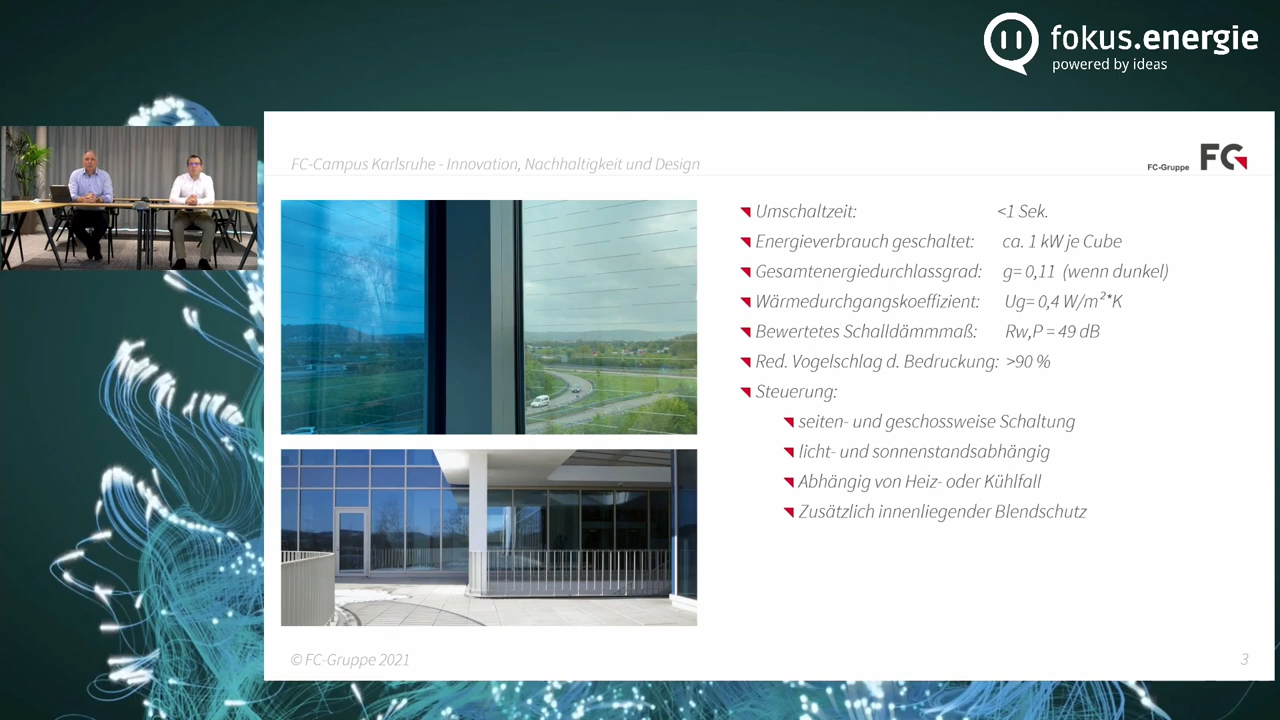 fokus.energie
powered by ideas
FC-Campus Karlsruhe - Innovation, Nachhaltigkeit und Design
FC-Gruppe FC
Umschaltzeit: <1 Sek.
Energieverbrauch geschaltet: ca. 1 kW je Cube
Gesamtenergiedurchlassgrad: g= 0,11 (wenn dunkel)
Wärmedurchgangskoeffizient: Ug= 0,4 W/m²*K
Bewertetes Schalldämmmaß: Rw,P = 49 dB
Red. Vogelschlag d. Bedruckung: >90 %
Steuerung:
seiten- und geschossweise Schaltung
licht- und sonnenstandsabhängig
Abhängig von Heiz- oder Kühlfall
Zusätzlich innenliegender Blendschutz
© FC-Gruppe 2021
3